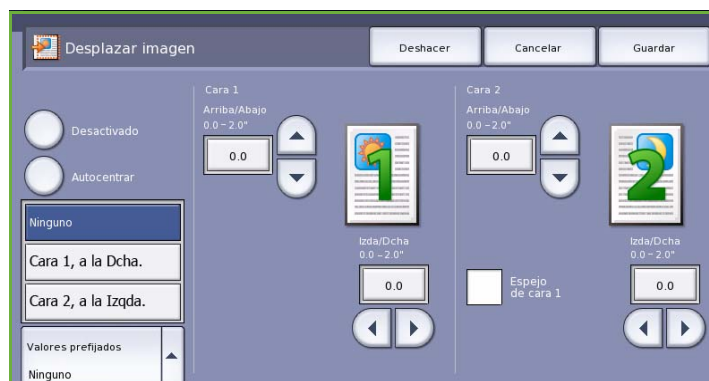 Desplazar imagen
Deshacer
Cancelar
Guardar
Desactivado
Autocentrar
Ninguno
Cara 1, a la Dcha.
Cara 2, a la Izqda.
Valores prefijados
Ninguno
Cara 1
Arriba/Abajo
0.0 – 2.0"
0.0
1
Izda/Dcha
0.0 – 2.0"
0.0
Cara 2
Arriba/Abajo
0.0 – 2.0"
0.0
2
Espejo
de cara 1
Izda/Dcha
0.0 – 2.0"
0.0